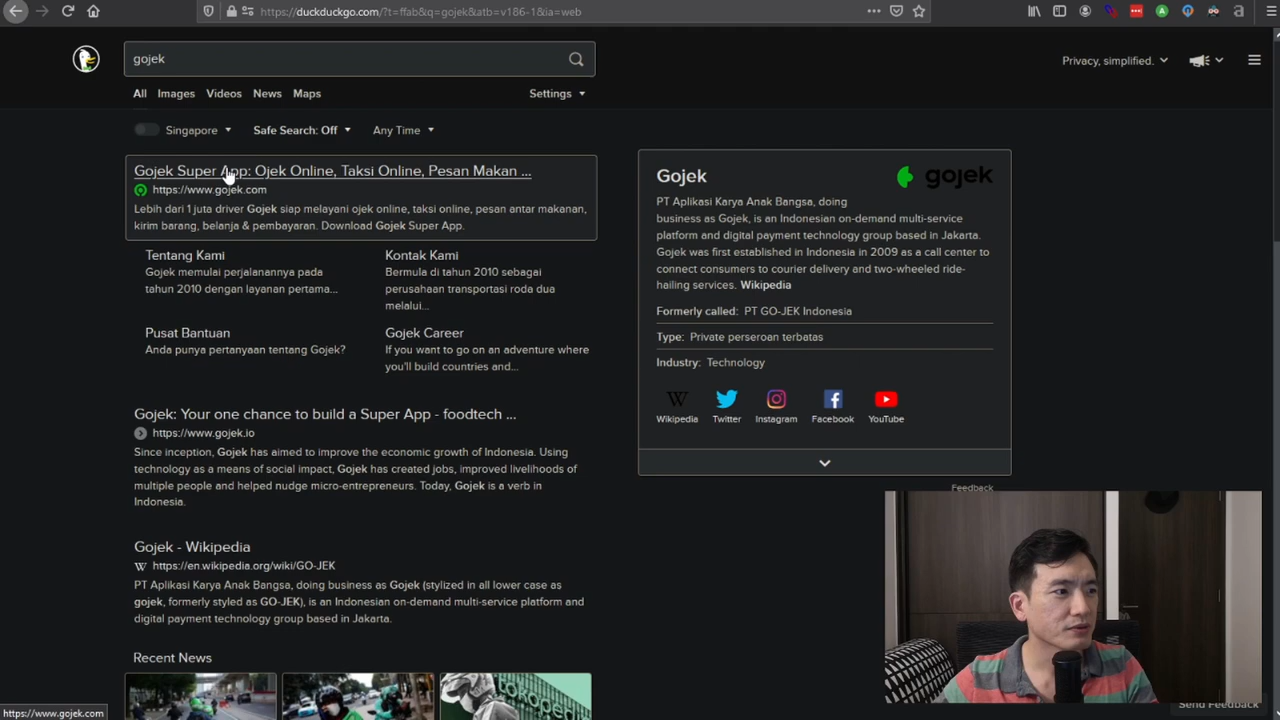 https://duckduckgo.com/?t=ffab&q=gojek&atb=v186-1&ia=web
gojek
Privacy, simplified.
All Images Videos News Maps
Settings
Singapore
Safe Search: Off
Any Time
Gojek Super App: Ojek Online, Taksi Online, Pesan Makan ...
https://www.gojek.com
Lebih dari 1 juta driver Gojek siap melayani ojek online, taksi online, pesan antar makanan,
kirim barang, belanja & pembayaran. Download Gojek Super App.
Tentang Kami
Gojek memulai perjalanannya pada
tahun 2010 dengan layanan pertama...
Kontak Kami
Bermula di tahun 2010 sebagai
perusahaan transportasi roda dua
melalui...
Pusat Bantuan
Anda punya pertanyaan tentang Gojek?
Gojek Career
If you want to go on an adventure where
you'll build countries and...
Gojek: Your one chance to build a Super App - foodtech ...
https://www.gojek.io
Since inception, Gojek has aimed to improve the economic growth of Indonesia. Using
technology as a means of social impact, Gojek has created jobs, improved livelihoods of
multiple people and helped nudge micro-entrepreneurs. Today, Gojek is a verb in
Indonesia.
Gojek - Wikipedia
W https://en.wikipedia.org/wiki/GO-JEK
PT Aplikasi Karya Anak Bangsa, doing business as Gojek (stylized in all lower case as
gojek, formerly styled as GO-JEK), is an Indonesian on-demand multi-service platform and
digital payment technology group based in Jakarta.
Recent News
tokopedia
https://www.gojek.com
Gojek
gojek
PT Aplikasi Karya Anak Bangsa, doing
business as Gojek, is an Indonesian on-demand multi-service
platform and digital payment technology group based in Jakarta.
Gojek was first established in Indonesia in 2009 as a call center to
connect consumers to courier delivery and two-wheeled ride-
hailing services. Wikipedia
Formerly called: PT GO-JEK Indonesia
Type: Private perseroan terbatas
Industry: Technology
W
Wikipedia Twitter Instagram Facebook YouTube
Feedback
Send Feedback